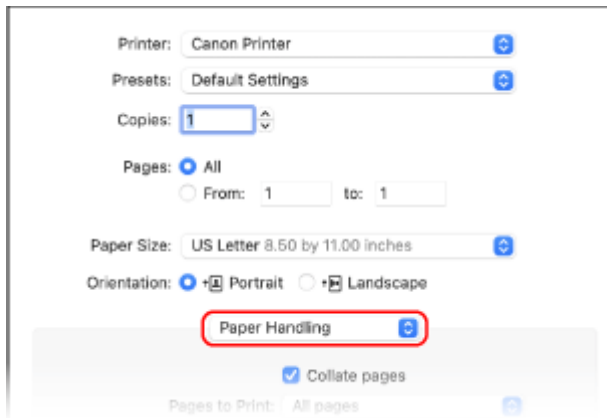 Printer: Canon Printer
Presets: Default Settings
Copies: 1
Pages: All
From: 1 to: 1
Paper Size: US Letter 8.50 by 11.00 inches
Orientation: Portrait Landscape
Paper Handling
Collate pages
Pages to Print: All pages